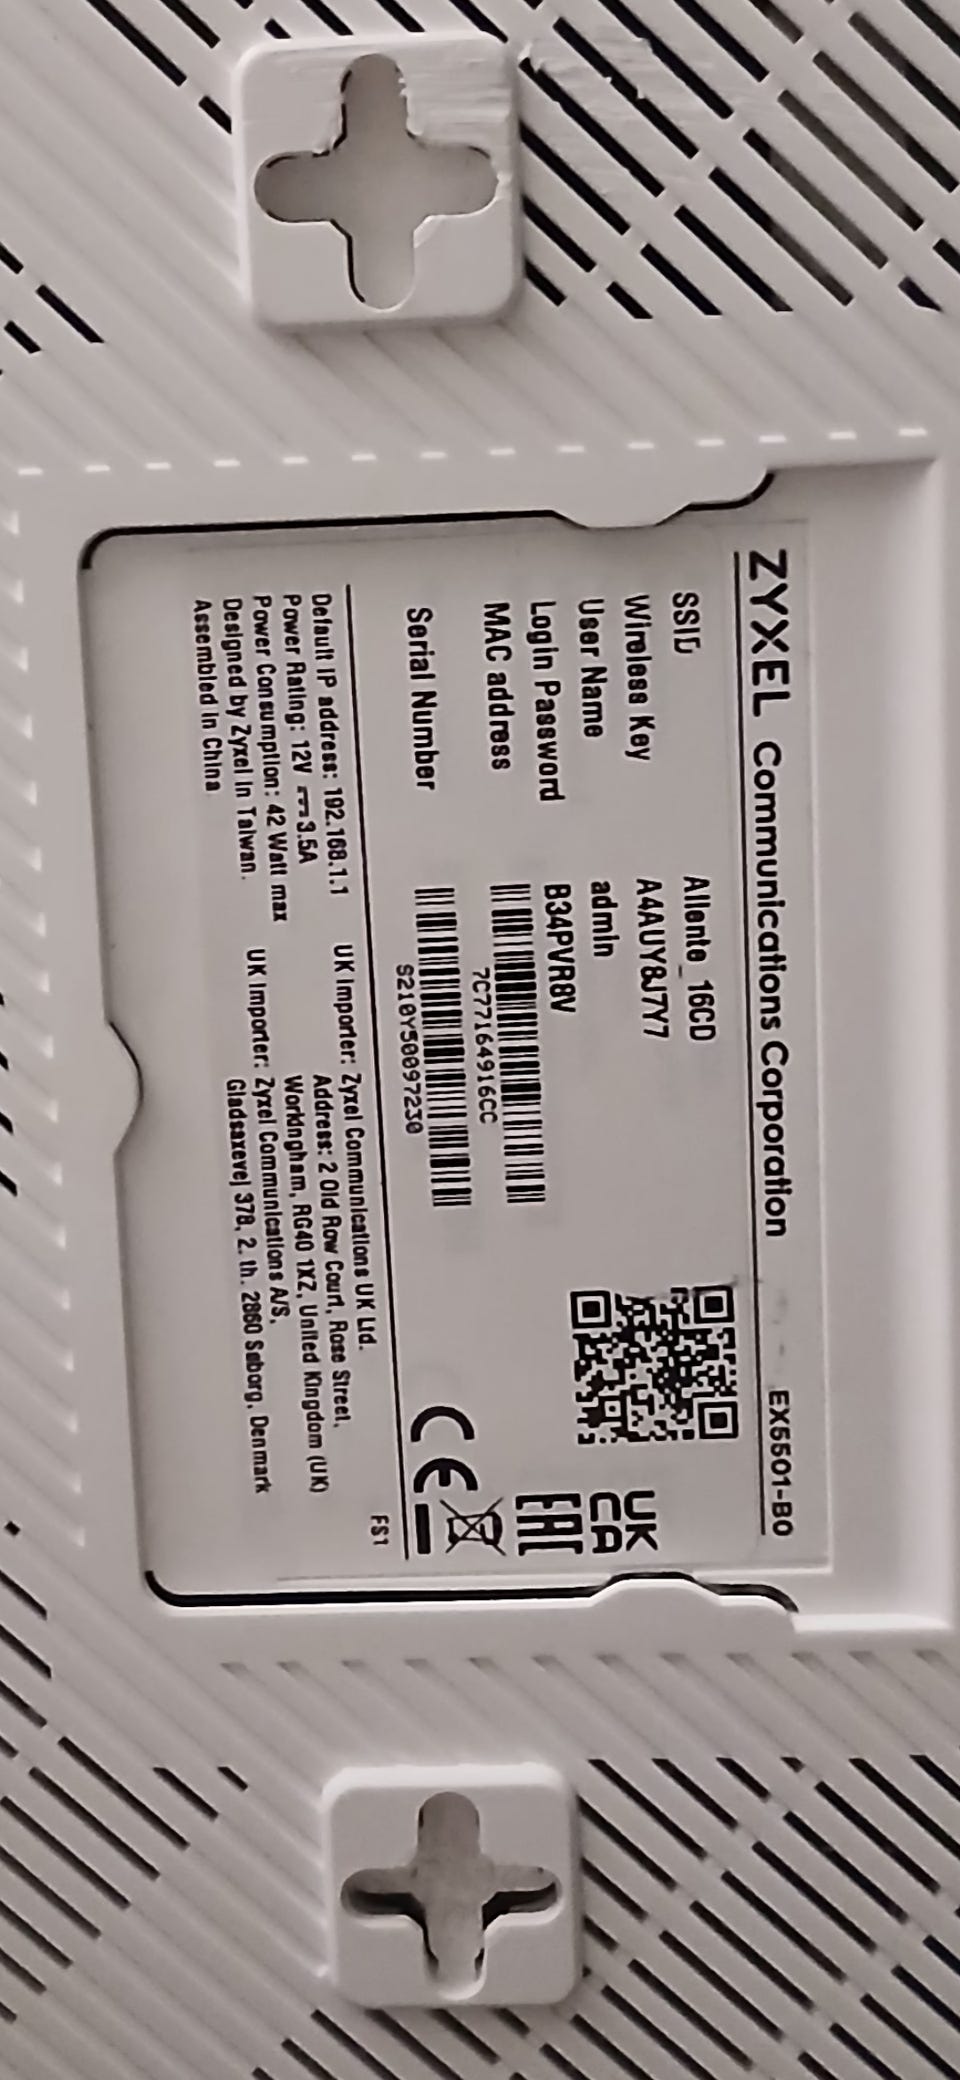 ZYXEL Communications Corporation EX5501-B0
SSID Allente_16CD
Wireless Key A4AUY8J7Y7
User Name admin
Login Password B34PVR8V
MAC address
7C77164916CC
Serial Number
S210Y50097230
UK
CA
EAC
CE
Default IP address: 192.168.1.1
Power Rating: 12V ⎓ 3.5A
Power Consumption: 42 Watt max
Designed by Zyxel in Taiwan.
Assembled in China
UK Importer: Zyxel Communications UK Ltd.
Address: 2 Old Row Court, Rose Street,
Workingham, RG40 1XZ, United Kingdom (UK)
UK Importer: Zyxel Communications A/S.
Gladsaxevej 378, 2. th. 2860 Søborg, Denmark
FS1